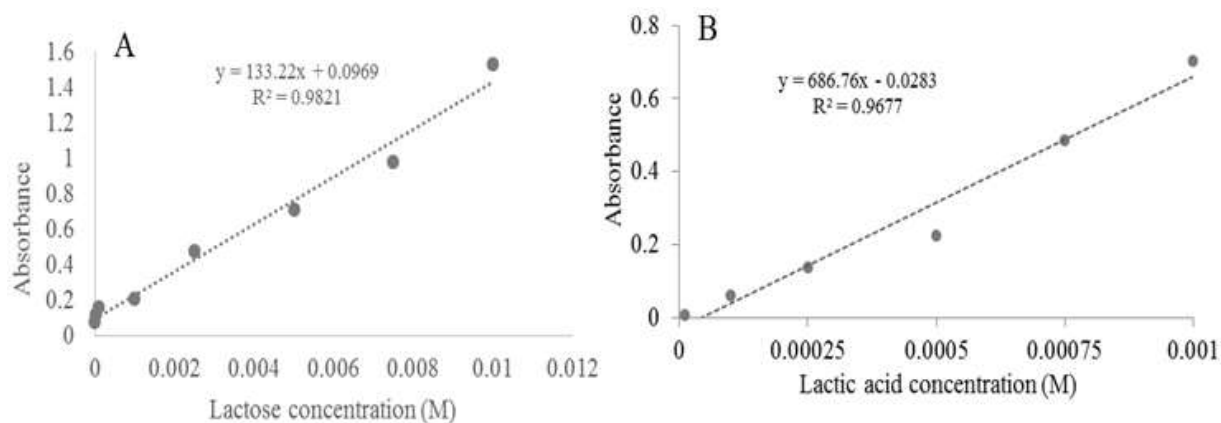 A
y = 133.22x + 0.0969
R² = 0.9821
Absorbance
1.6
1.4
1.2
1
0.8
0.6
0.4
0.2
0
0 0.002 0.004 0.006 0.008 0.01 0.012
Lactose concentration (M)
B
y = 686.76x - 0.0283
R² = 0.9677
Absorbance
0.8
0.6
0.4
0.2
0
0 0.00025 0.0005 0.00075 0.001
Lactic acid concentration (M)